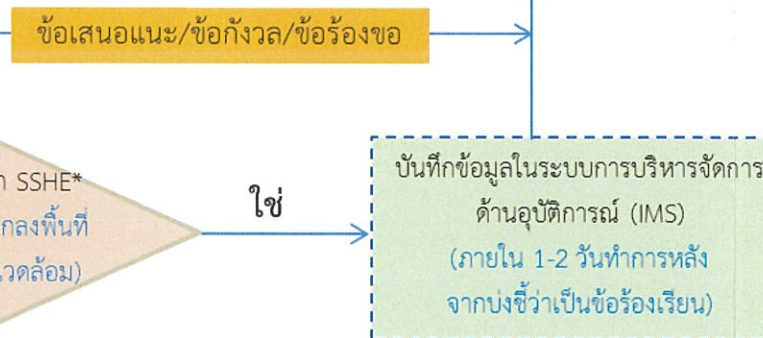 ข้อเสนอแนะ/ข้อกังวล/ข้อร้องขอ
SSHE*
กลงพื้นที่
วดล้อม)
ใช่
บันทึกข้อมูลในระบบการบริหารจัดการ
ด้านอุบัติการณ์ (IMS)
(ภายใน 1-2 วันทำการหลัง
จากบ่งชี้ว่าเป็นข้อร้องเรียน)